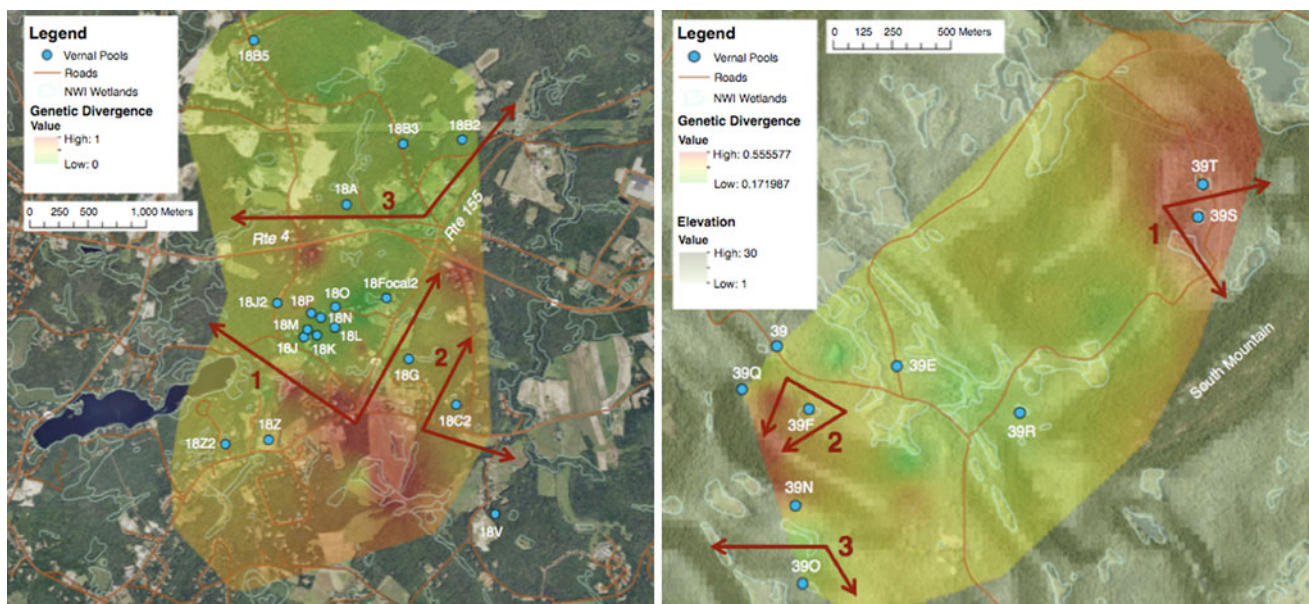 Legend
Vernal Pools
Roads
NWI Wetlands
Genetic Divergence
Value
High: 1
Low: 0
0 250 500 1,000 Meters
18B5
18B3
18B2
18A
3
Rte 4
Rte 155
18J2
18P
18O
18Focal2
18N
18M
18L
18J
18K
1
18G
2
18C2
18Z2
18Z
18V
Legend
Vernal Pools
Roads
NWI Wetlands
Genetic Divergence
Value
High: 0.555577
Low: 0.171987
Elevation
Value
High: 30
Low: 1
0 125 250 500 Meters
39T
39S
1
South Mountain
39
39E
39Q
39F
2
39R
39N
3
39O